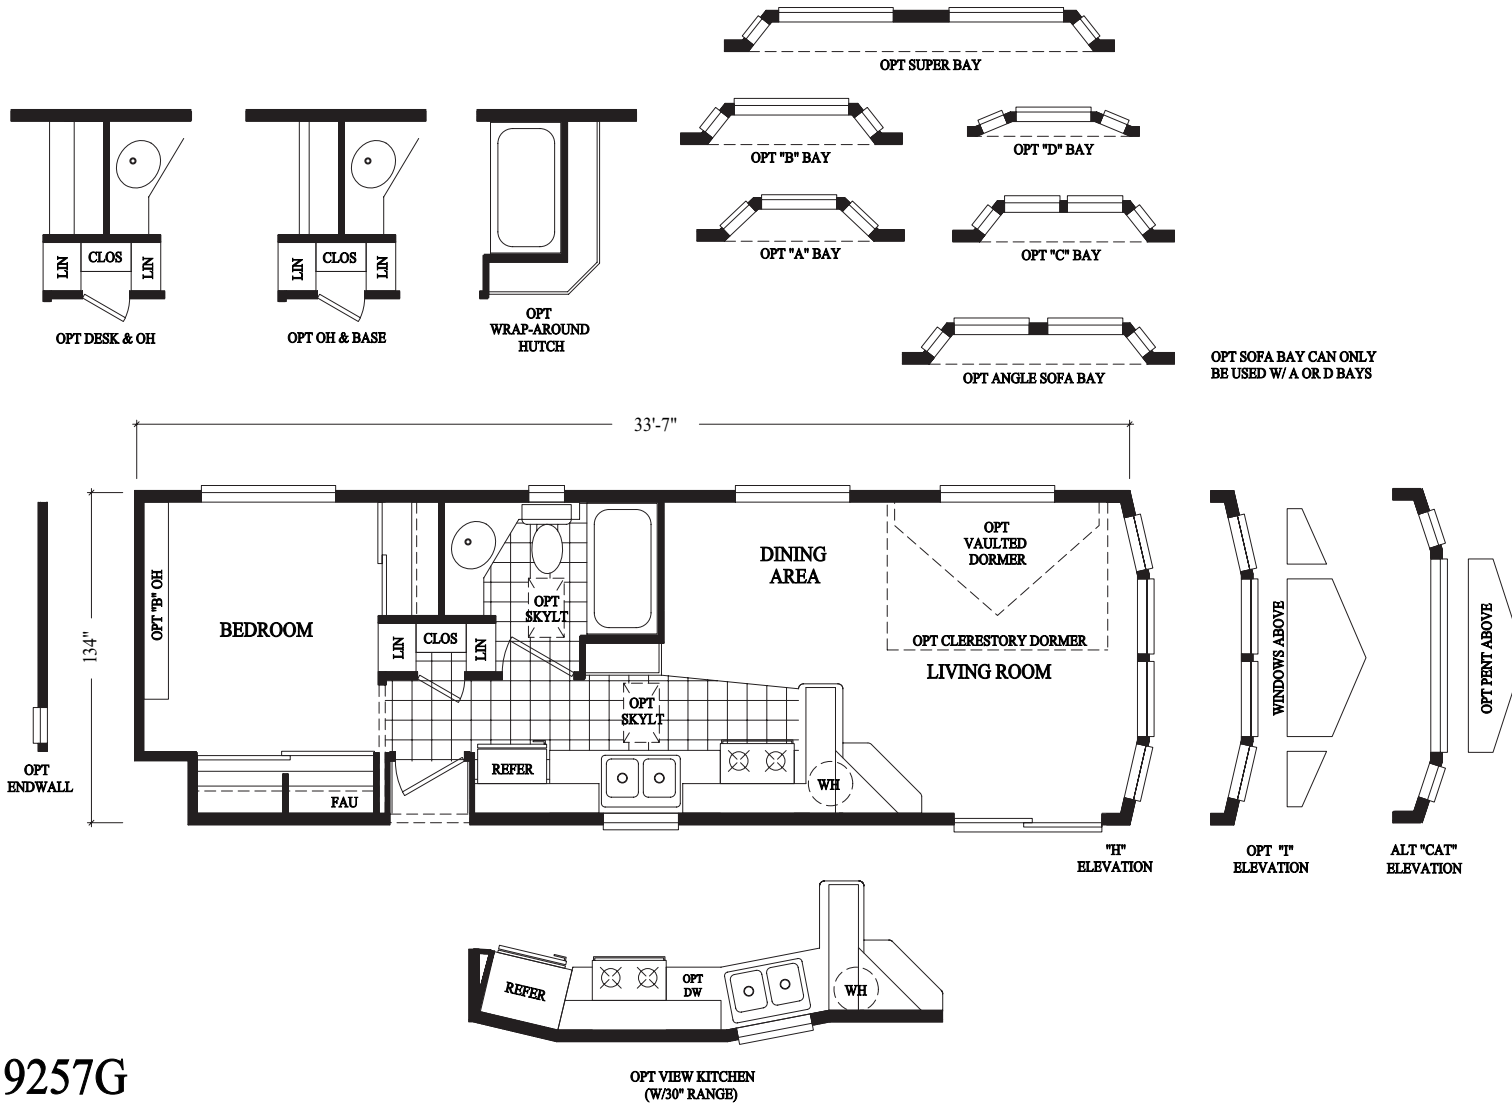 OPT SUPER BAY
OPT "B" BAY
OPT "D" BAY
OPT "A" BAY
OPT "C" BAY
LIN
CLOS
LIN
OPT DESK & OH
LIN
CLOS
LIN
OPT OH & BASE
OPT
WRAP-AROUND
HUTCH
OPT ANGLE SOFA BAY
OPT SOFA BAY CAN ONLY
BE USED W/ A OR D BAYS
33'-7"
134"
OPT
ENDWALL
OPT "B" OH
BEDROOM
LIN
CLOS
LIN
OPT
SKYLT
DINING
AREA
OPT
VAULTED
DORMER
OPT CLERESTORY DORMER
LIVING ROOM
OPT
SKYLT
REFER
WH
FAU
"H"
ELEVATION
WINDOWS ABOVE
OPT "I"
ELEVATION
OPT PENT ABOVE
ALT "CAT"
ELEVATION
REFER
OPT
DW
WH
OPT VIEW KITCHEN
(W/30" RANGE)
9257G